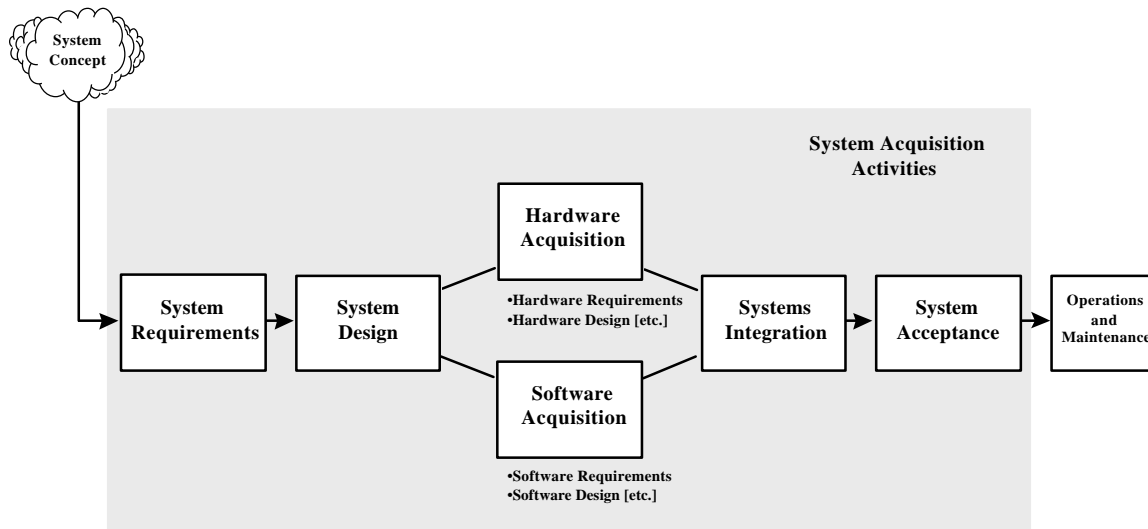 System
Concept
System Acquisition
Activities
Hardware
Acquisition
•Hardware Requirements
•Hardware Design [etc.]
System
Requirements
System
Design
Systems
Integration
System
Acceptance
Operations
and
Maintenance
Software
Acquisition
•Software Requirements
•Software Design [etc.]